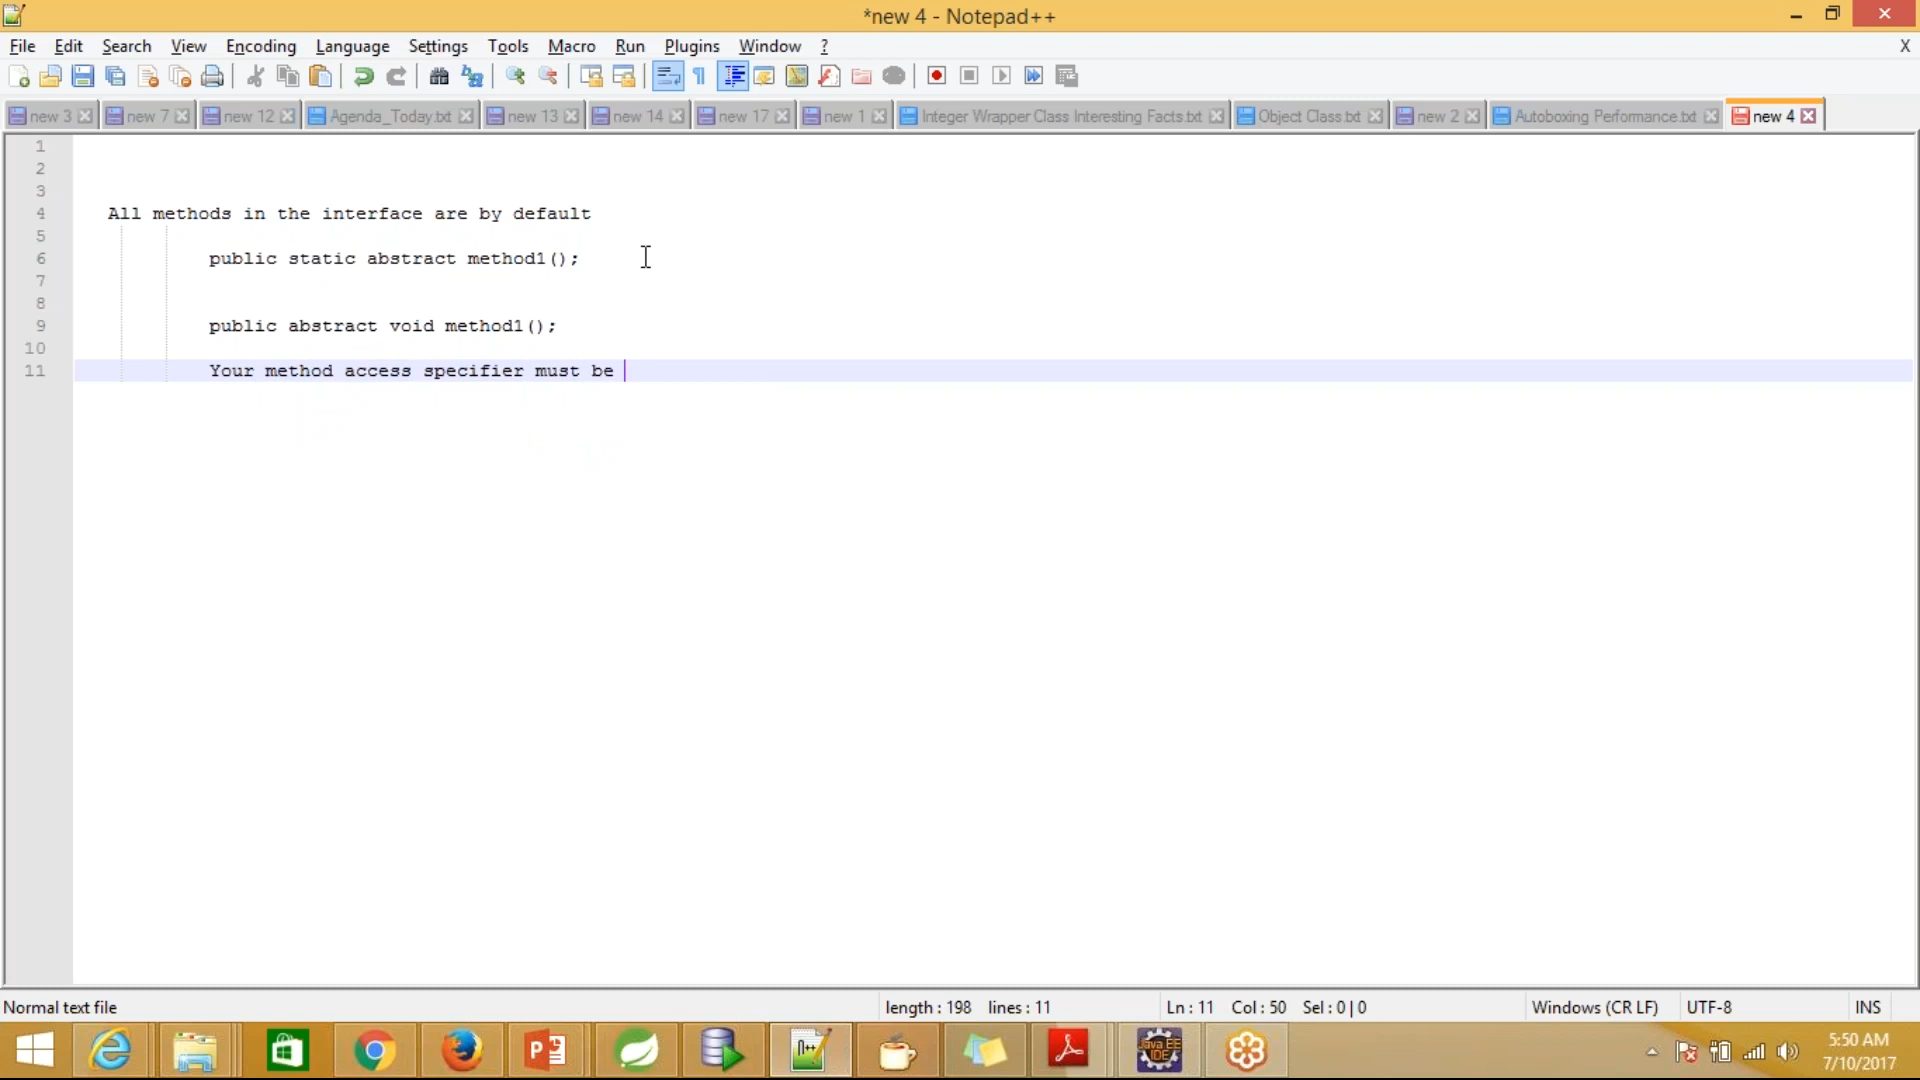 *new 4 - Notepad++
File Edit Search View Encoding Language Settings Tools Macro Run Plugins Window ? X
new 3 new 7 new 12 Agenda_Today.txt new 13 new 14 new 17 new 1 Integer Wrapper Class Interesting Facts.txt Object Class.txt new 2 Autoboxing Performance.txt new 4
1
2
3
4 All methods in the interface are by default
5
6 public static abstract method1();
7
8
9 public abstract void method1();
10
11 Your method access specifier must be
Normal text file length : 198 lines : 11 Ln : 11 Col : 50 Sel : 0 | 0 Windows (CR LF) UTF-8 INS
Java EE
IDE
5:50 AM
7/10/2017